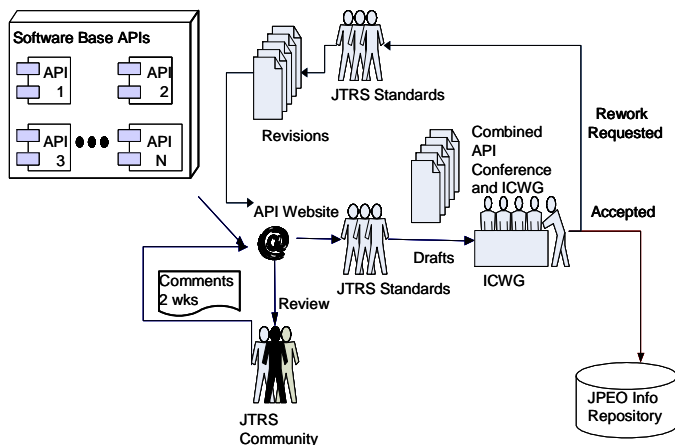 Software Base APIs
API
1
API
2
API
3
API
N
Revisions
JTRS Standards
Rework
Requested
Combined
API
Conference
and ICWG
Accepted
API Website
@
JTRS Standards
Drafts
ICWG
Comments
2 wks
Review
JTRS
Community
JPEO Info
Repository